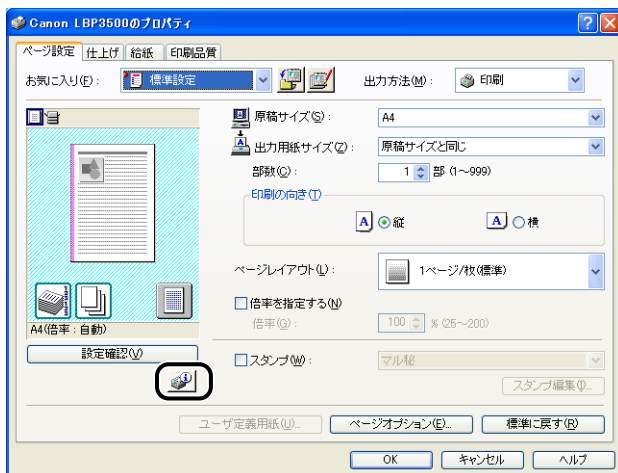 Canon LBP3500のプロパティ
ページ設定 仕上げ 給紙 印刷品質
お気に入り(F)： 標準設定 出力方法(M)： 印刷
原稿サイズ(S)： A4
出力用紙サイズ(Z)： 原稿サイズと同じ
部数(C)： 1 部 (1～999)
印刷の向き(T)
A 縦 A 横
ページレイアウト(L)： 1ページ/枚(標準)
倍率を指定する(N)
倍率(G)： 100 % (25～200)
A4(倍率：自動)
設定確認(V)
スタンプ(W)： マル秘
スタンプ編集(I)...
ユーザ定義用紙(U)... ページオプション(E)... 標準に戻す(R)
OK キャンセル ヘルプ